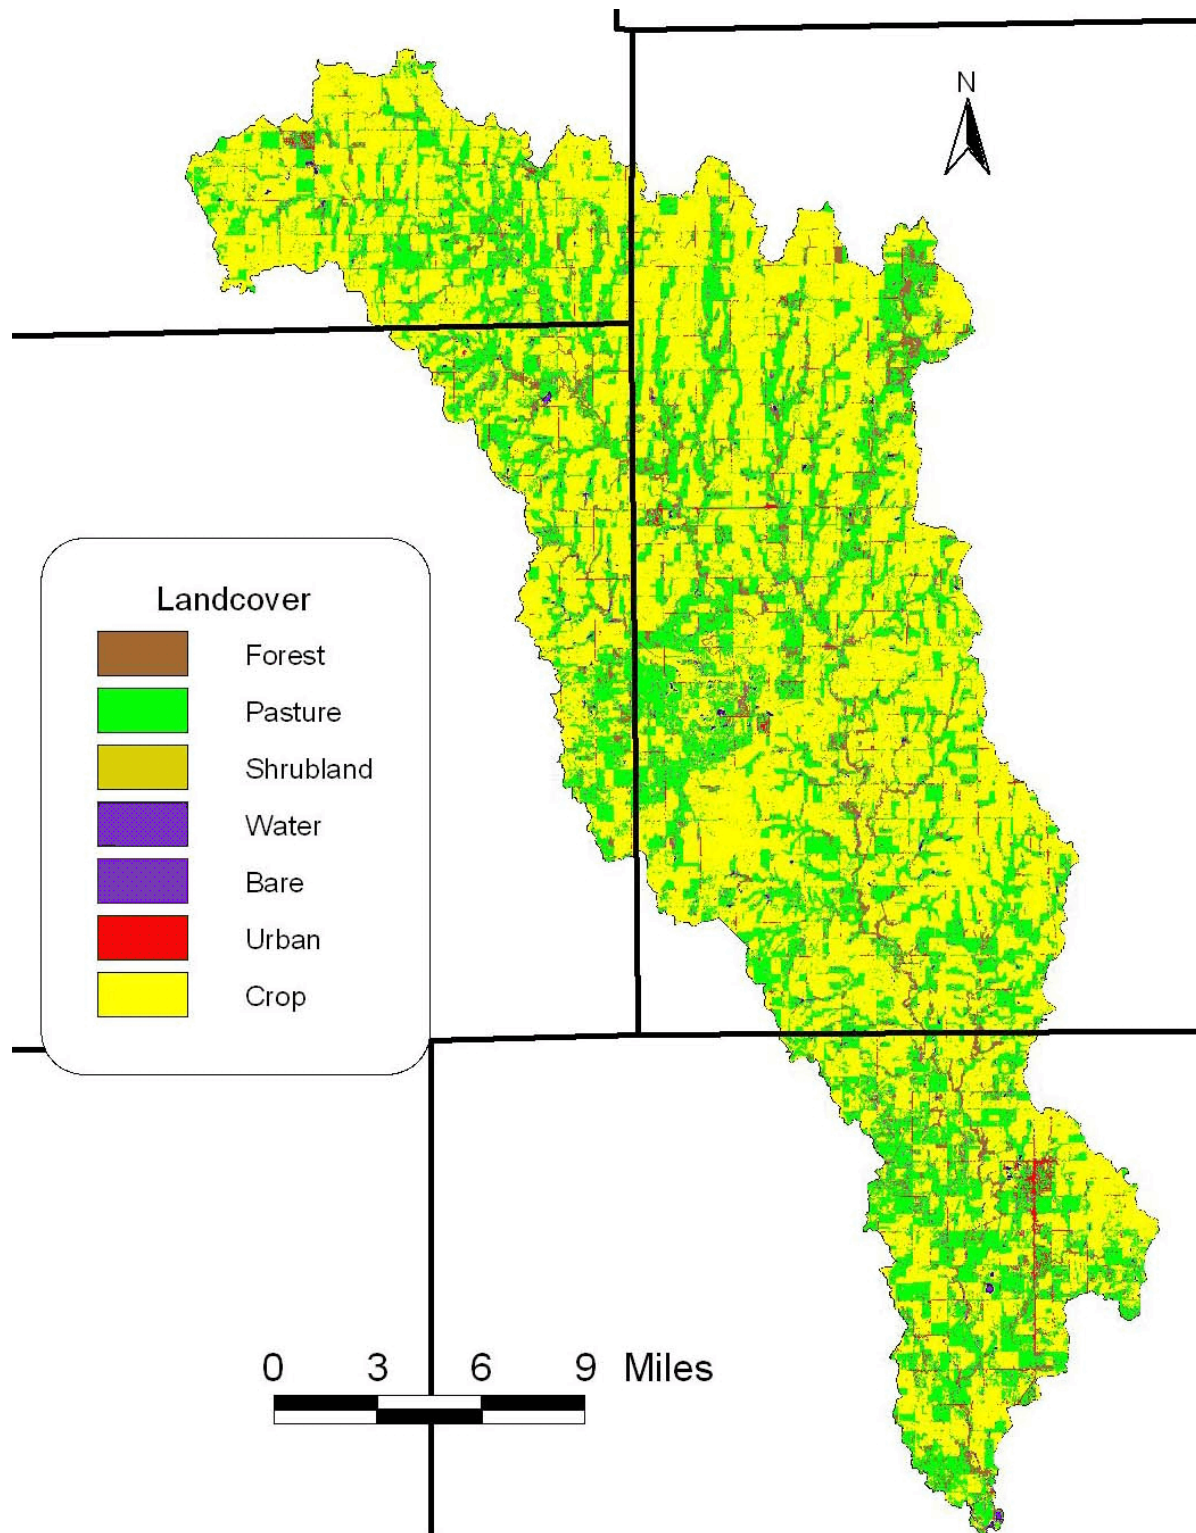 N
Landcover
Forest
Pasture
Shrubland
Water
Bare
Urban
Crop
0 3 6 9 Miles